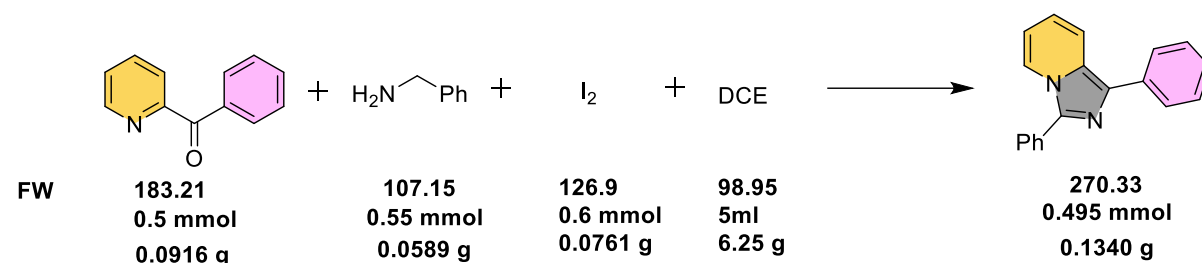 N
O
+
H2N
Ph
+
I2
+
DCE
N
N
Ph
FW
183.21
107.15
126.9
98.95
270.33
0.5 mmol
0.55 mmol
0.6 mmol
5ml
0.495 mmol
0.0916 g
0.0589 g
0.0761 g
6.25 g
0.1340 g